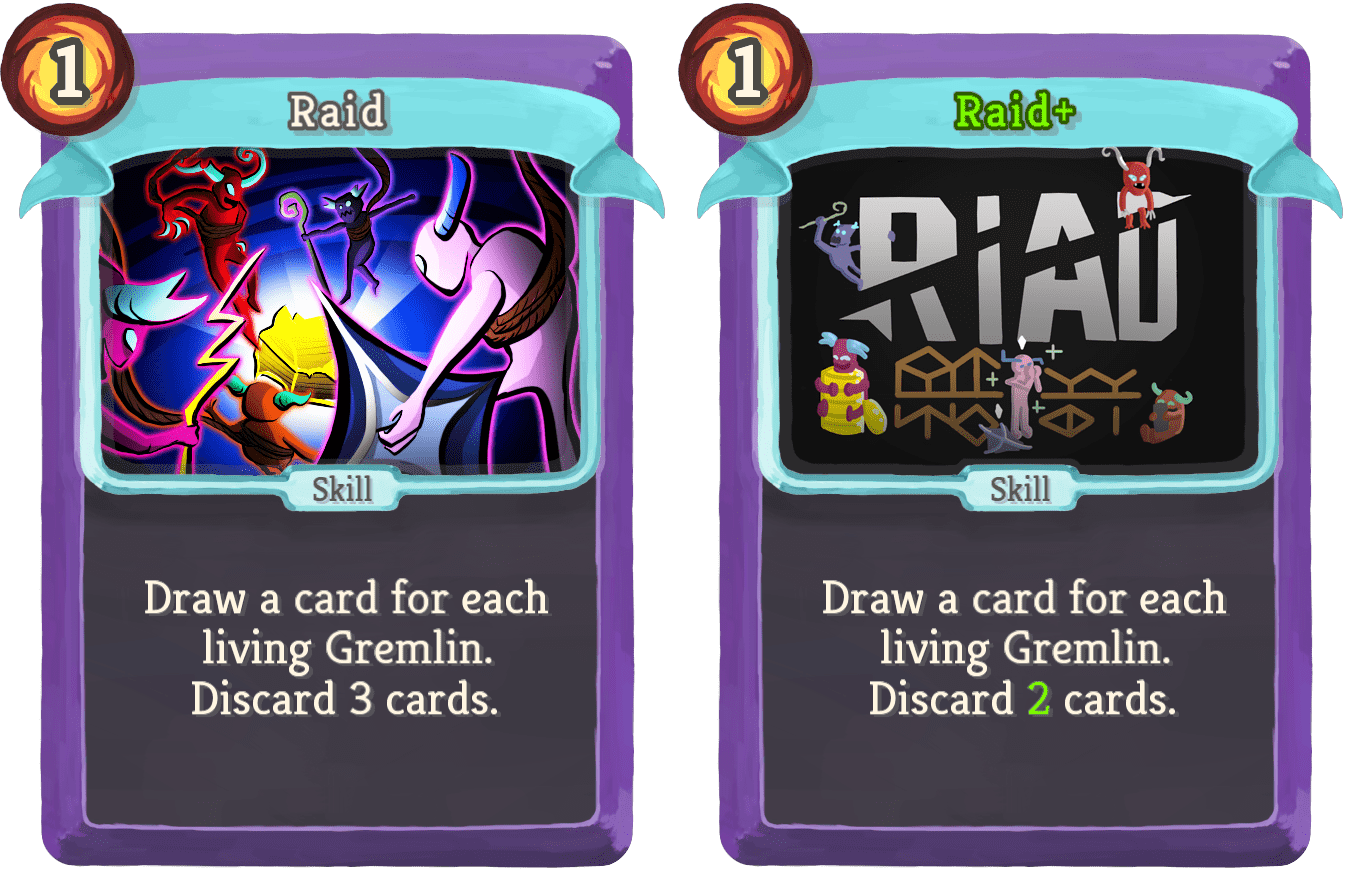 1
Raid
Skill
Draw a card for each
living Gremlin.
Discard 3 cards.
1
Raid+
RIAD
Skill
Draw a card for each
living Gremlin.
Discard 2 cards.